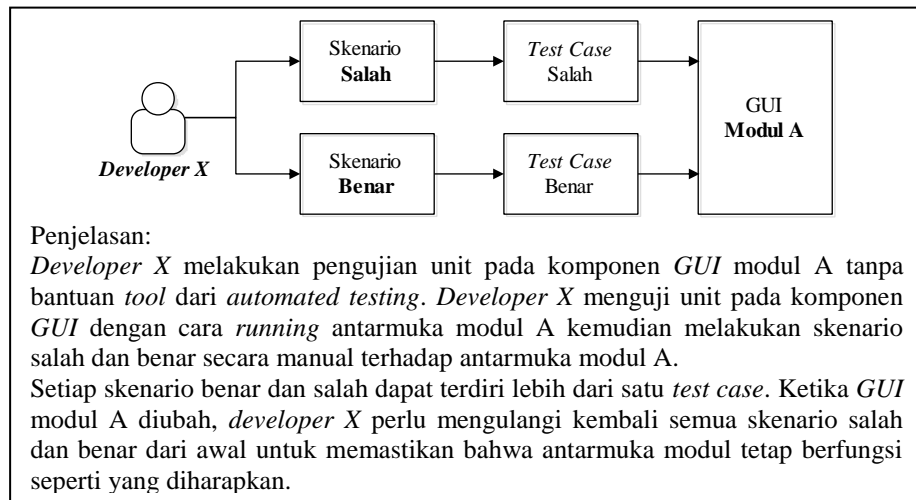 Skenario
Salah
Test Case
Salah
GUI
Modul A
Developer X
Skenario
Benar
Test Case
Benar
Penjelasan:
Developer X melakukan pengujian unit pada komponen GUI modul A tanpa
bantuan tool dari automated testing. Developer X menguji unit pada komponen
GUI dengan cara running antarmuka modul A kemudian melakukan skenario
salah dan benar secara manual terhadap antarmuka modul A.
Setiap skenario benar dan salah dapat terdiri lebih dari satu test case. Ketika GUI
modul A diubah, developer X perlu mengulangi kembali semua skenario salah
dan benar dari awal untuk memastikan bahwa antarmuka modul tetap berfungsi
seperti yang diharapkan.